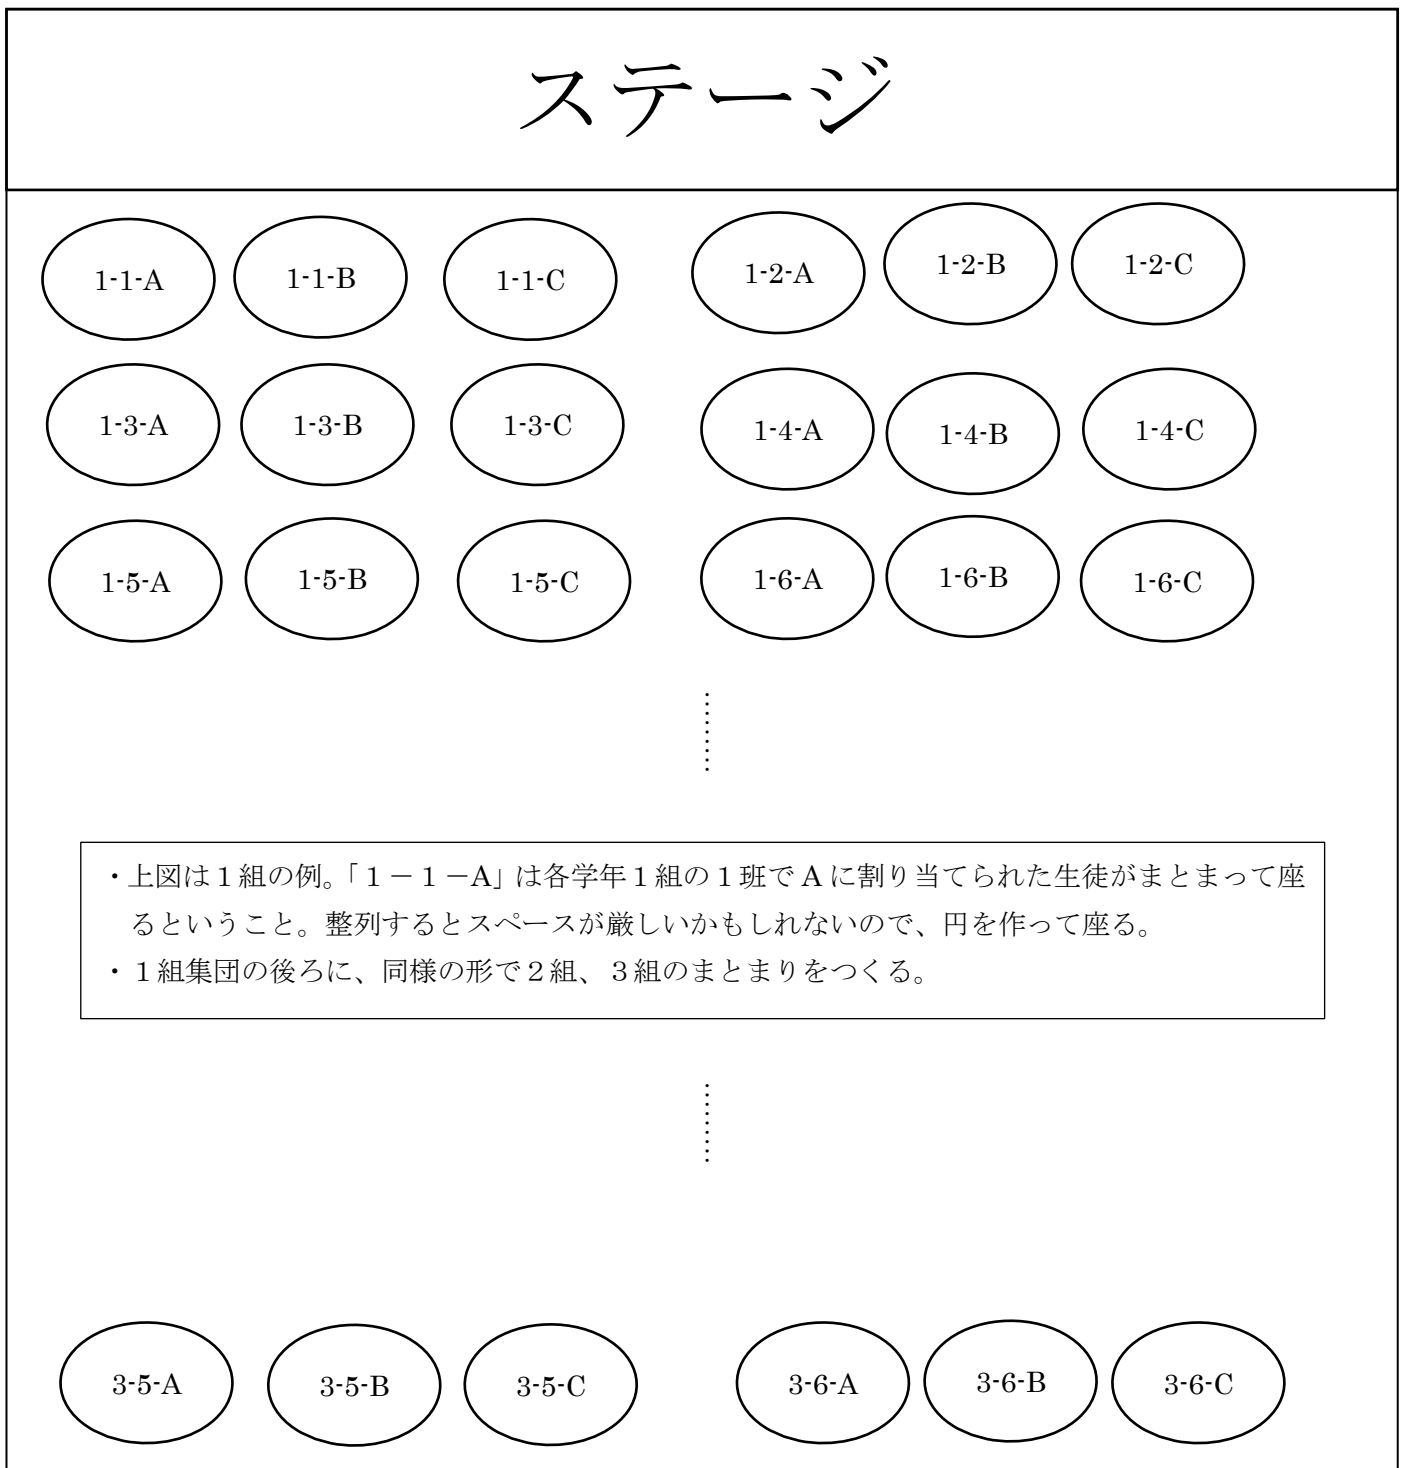 ステージ
1-1-A 1-1-B 1-1-C 1-2-A 1-2-B 1-2-C
1-3-A 1-3-B 1-3-C 1-4-A 1-4-B 1-4-C
1-5-A 1-5-B 1-5-C 1-6-A 1-6-B 1-6-C
・上図は１組の例。「１－１－A」は各学年１組の１班で A に割り当てられた生徒がまとまって座
るということ。整列するとスペースが厳しいかもしれないので、円を作って座る。
・１組集団の後ろに、同様の形で２組、３組のまとまりをつくる。
3-5-A 3-5-B 3-5-C 3-6-A 3-6-B 3-6-C